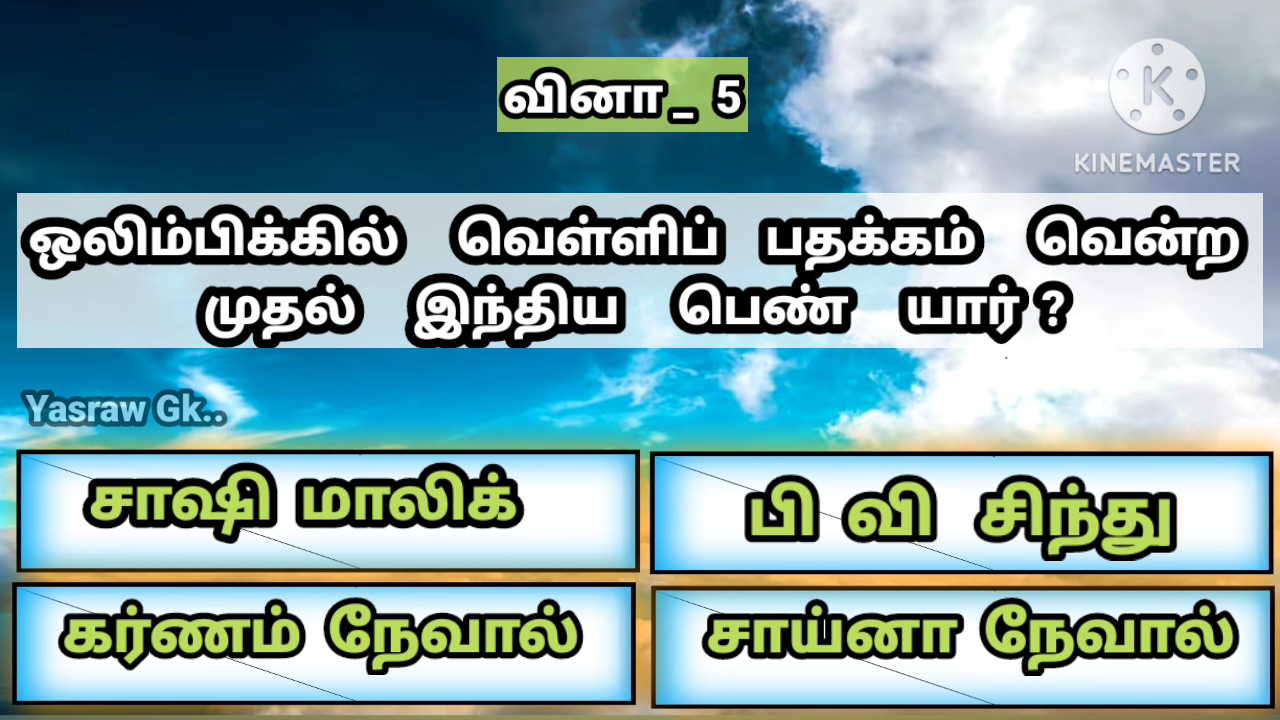 வினா_ 5
KINEMASTER
ஒலிம்பிக்கில் வெள்ளிப் பதக்கம் வென்ற
முதல் இந்திய பெண் யார் ?
Yasraw Gk..
சாஷி மாலிக்
பி வி சிந்து
கர்ணம் நேவால்
சாய்னா நேவால்